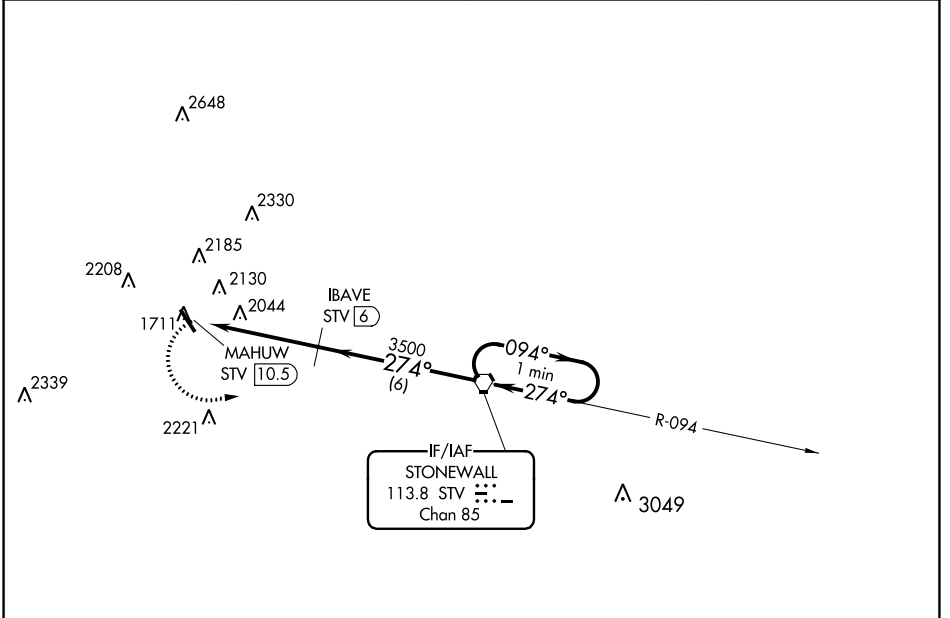 2648
2330
2185
2208
2130
IBAVE
STV 6
2044
1711
MAHUW
STV 10.5
3500
274°
(6)
094°
1 min
274°
2339
2221
R-094
IF/IAF
STONEWALL
113.8 STV
Chan 85
3049